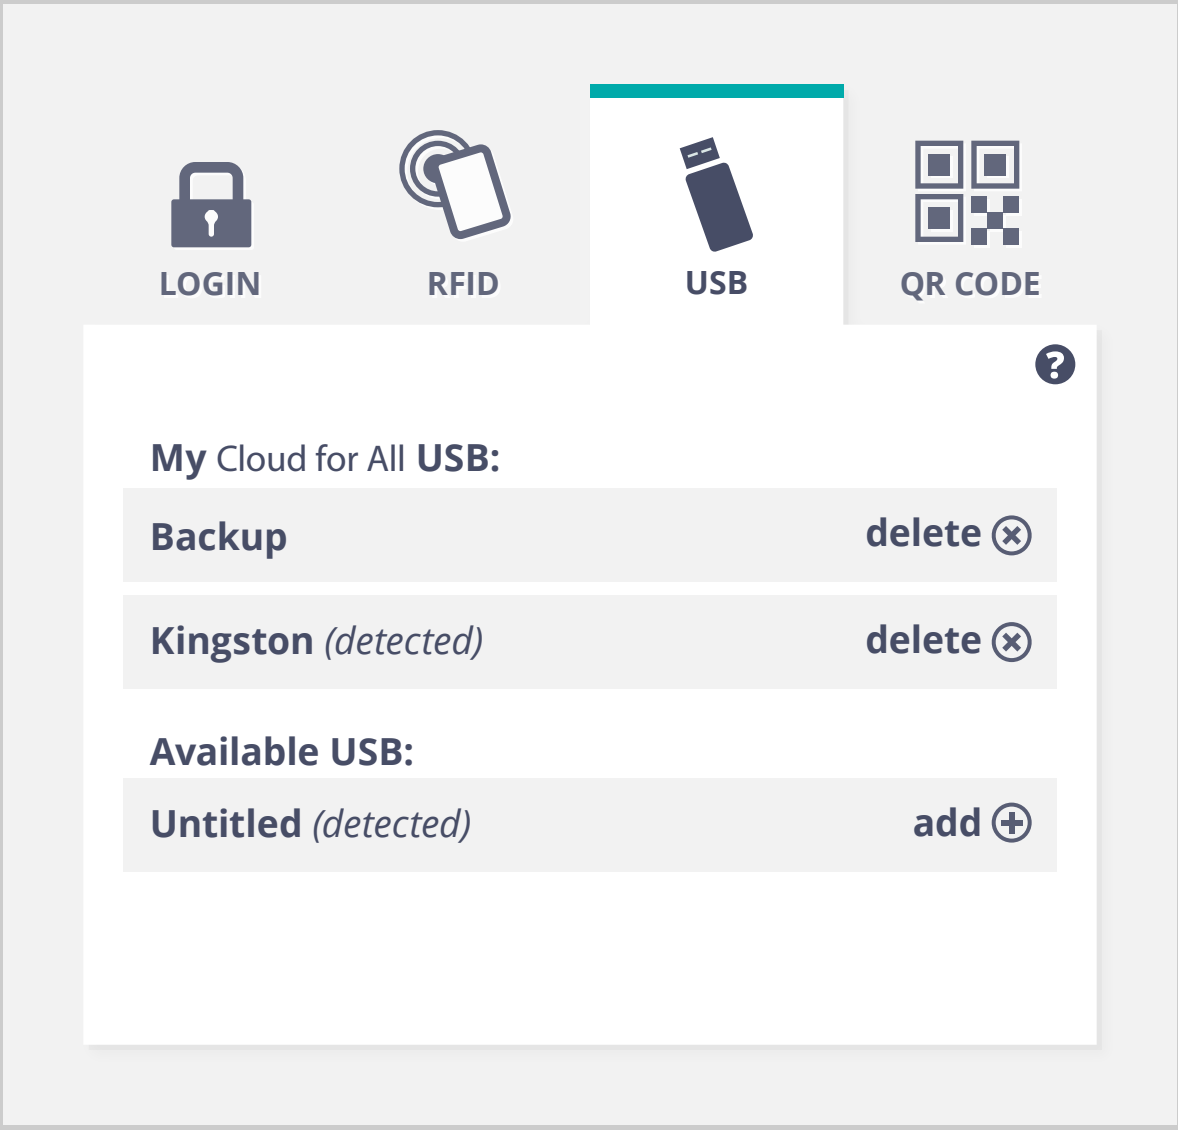 LOGIN
RFID
USB
QR CODE
?
My Cloud for All USB:
Backup
delete
Kingston (detected)
delete
Available USB:
Untitled (detected)
add